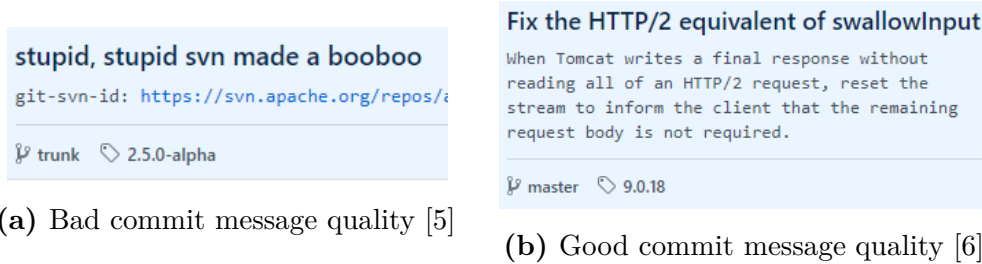 stupid, stupid svn made a booboo
git-svn-id: https://svn.apache.org/repos/
trunk 2.5.0-alpha
(a) Bad commit message quality [5]
Fix the HTTP/2 equivalent of swallowInput
When Tomcat writes a final response without
reading all of an HTTP/2 request, reset the
stream to inform the client that the remaining
request body is not required.
master 9.0.18
(b) Good commit message quality [6]